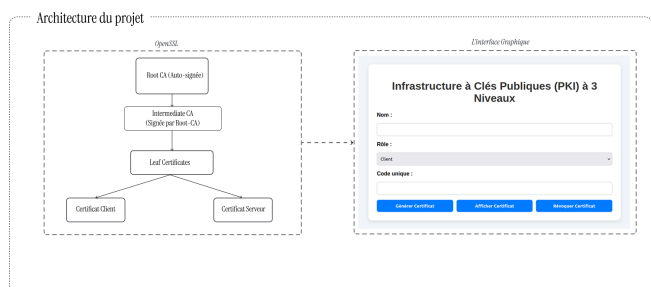 Architecture du projet
OpenSSL
Root CA (Auto-signée)
Intermediate CA
(Signée par Root-CA)
Leaf Certificates
Certificat Client
Certificat Serveur
L'interface Graphique
Infrastructure à Clés Publiques (PKI) à 3
Niveaux
Nom :
Rôle :
Client
Code unique :
Générer Certificat
Afficher Certificat
Révoquer Certificat